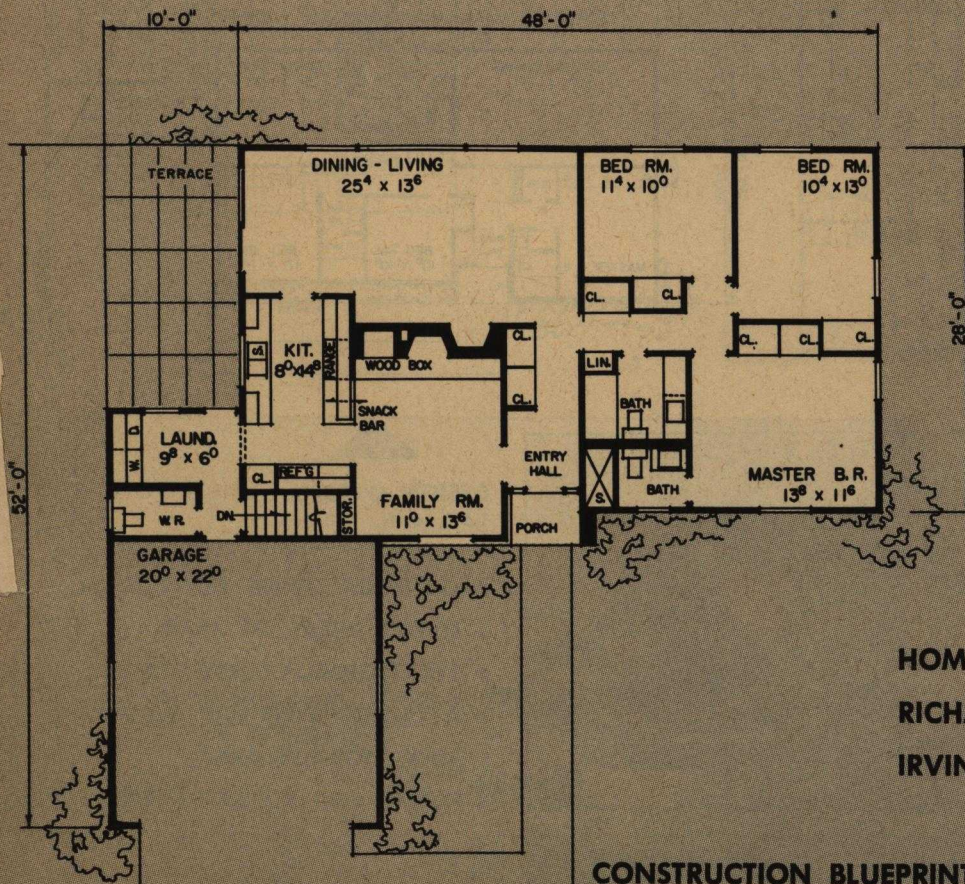 10'-0"
48'-0"
TERRACE
DINING - LIVING
25⁴ x 13⁶
BED RM.
11⁴ x 10⁰
BED RM.
10⁴ x 13⁰
28'-0"
52'-0"
CL.
CL.
CL.
CL.
CL.
S.
KIT.
8⁰x14⁸
RANGE
WOOD BOX
CL.
CL.
LIN.
BATH
SNACK
BAR
LAUND.
9⁸ x 6⁰
D.
W.
CL.
REF'G
ENTRY
HALL
S.
BATH
MASTER B.R.
13⁸ x 11⁶
W.R.
DN.
STOR.
FAMILY RM.
11⁰ x 13⁶
PORCH
GARAGE
20⁰ x 22⁰
HOM
RICHA
IRVIN
CONSTRUCTION BLUEPRINT